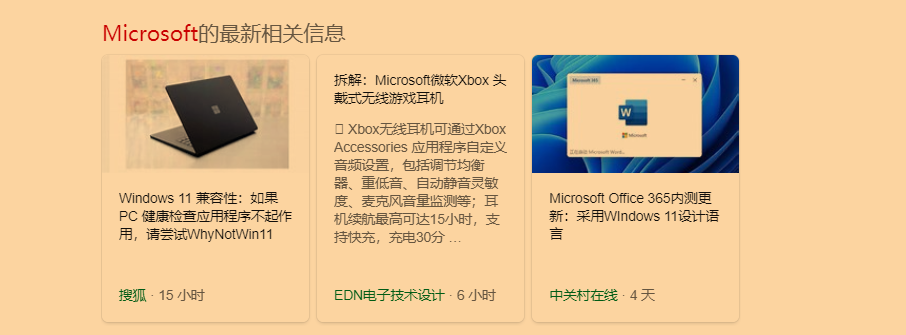 Microsoft的最新相关信息
Windows 11 兼容性：如果
PC 健康检查应用程序不起作
用，请尝试WhyNotWin11
搜狐 · 15 小时
拆解：Microsoft微软Xbox 头
戴式无线游戏耳机
Xbox无线耳机可通过Xbox
Accessories 应用程序自定义
音频设置，包括调节均衡
器、重低音、自动静音灵敏
度、麦克风音量监测等；耳
机续航最高可达15小时，支
持快充，充电30分 …
EDN电子技术设计 · 6 小时
Microsoft 365
W
Microsoft
Microsoft Office 365内测更
新：采用WIndows 11设计语
言
中关村在线 · 4 天